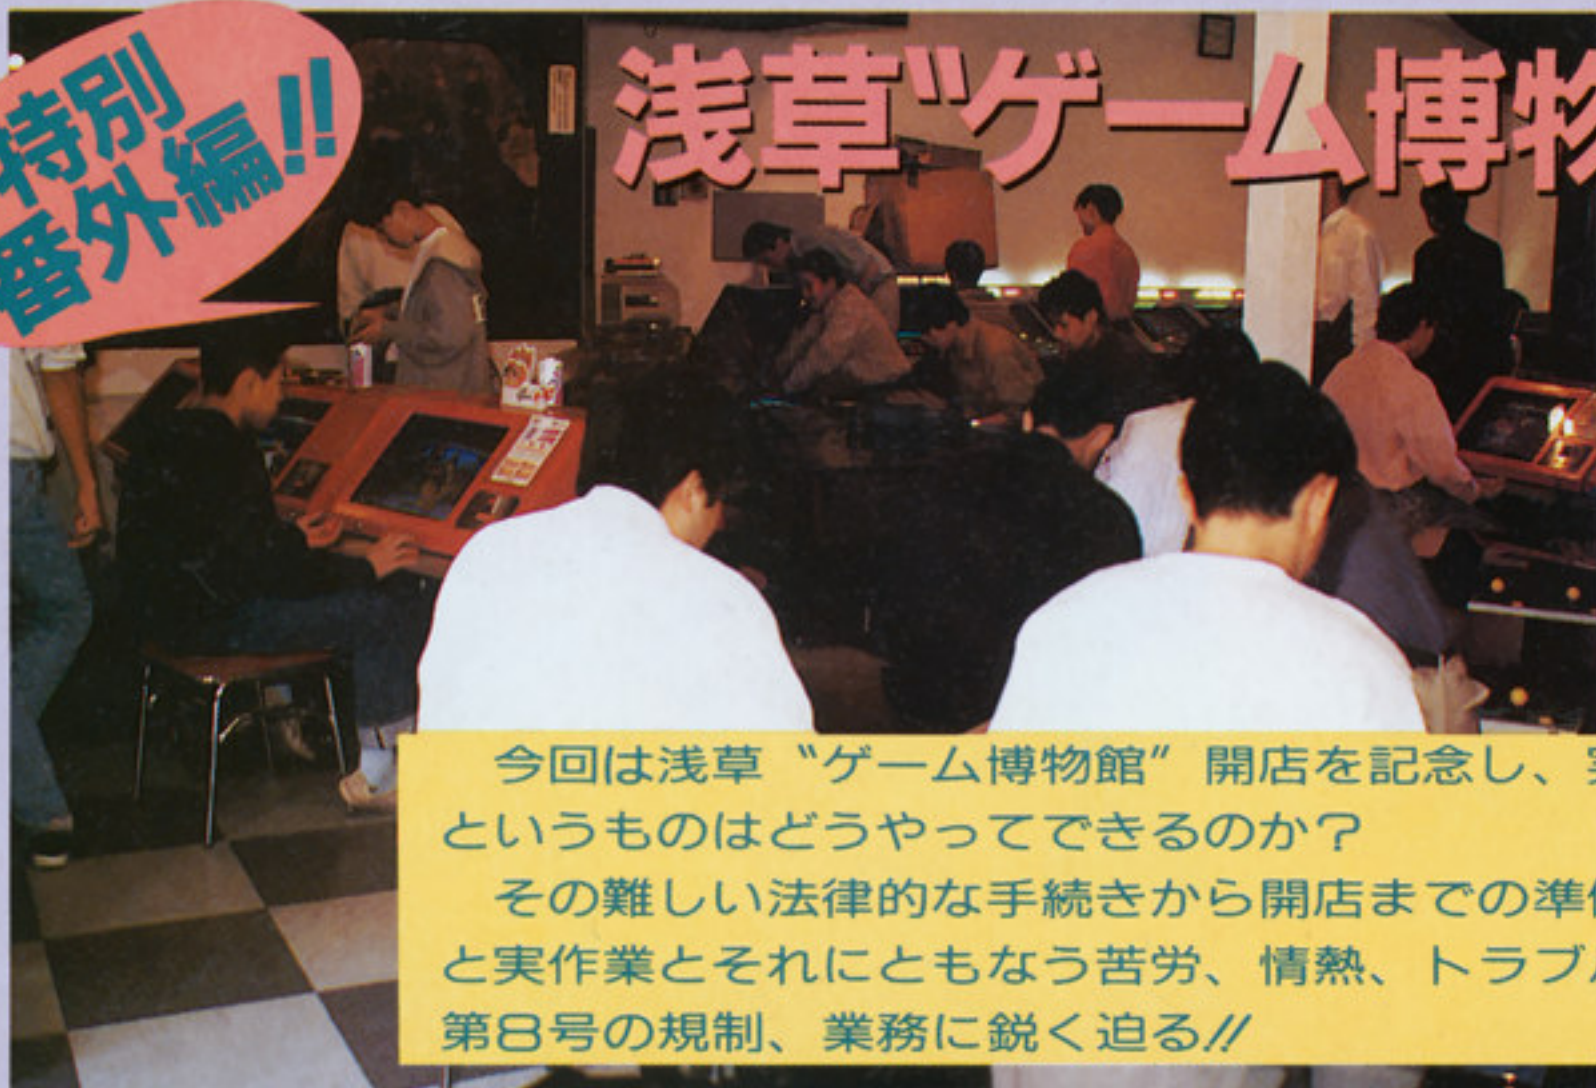 特別
番外編!!
浅草〝ゲーム博物
今回は浅草〝ゲーム博物館〟開店を記念し、
というものはどうやってできるのか?
その難しい法律的な手続きから開店までの準備
と実作業とそれにともなう苦労、情熱、トラブ
第8号の規制、業務に鋭く迫る!!